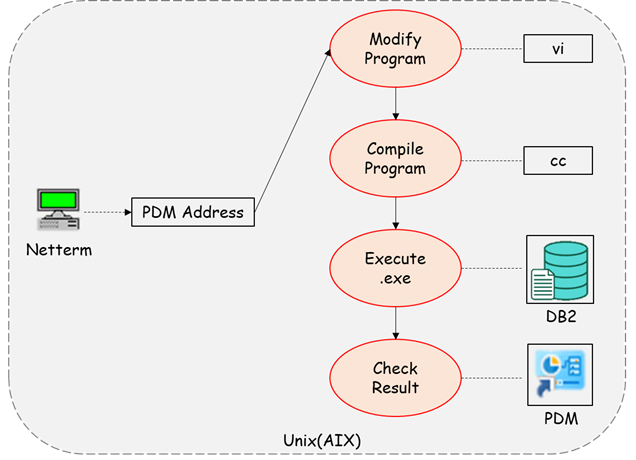 Modify
Program
vi
Compile
Program
cc
Netterm
PDM Address
Execute
.exe
DB2
Check
Result
PDM
Unix(AIX)